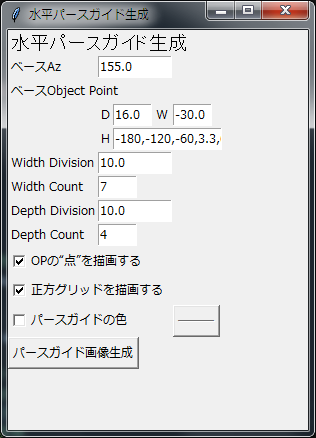 水平パースガイド生成
水平パースガイド生成
ベースAz 155.0
ベースObject Point
D 16.0 W -30.0
H -180,-120,-60,3.3,
Width Division 10.0
Width Count 7
Depth Division 10.0
Depth Count 4
OPの“点”を描画する
正方グリッドを描画する
パースガイドの色
パースガイド画像生成